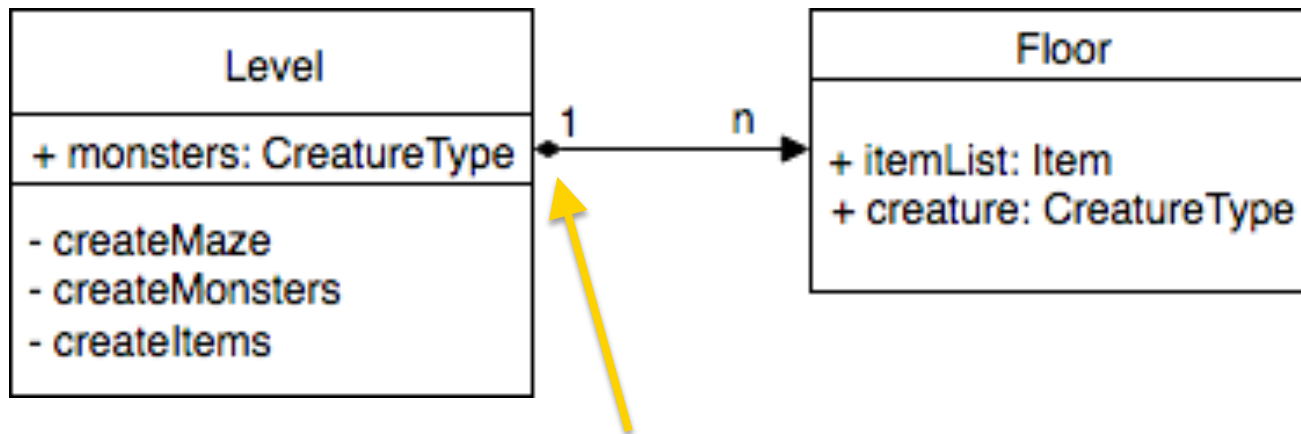 Level
+ monsters: CreatureType
- createMaze
- createMonsters
- createItems
1
n
Floor
+ itemList: Item
+ creature: CreatureType